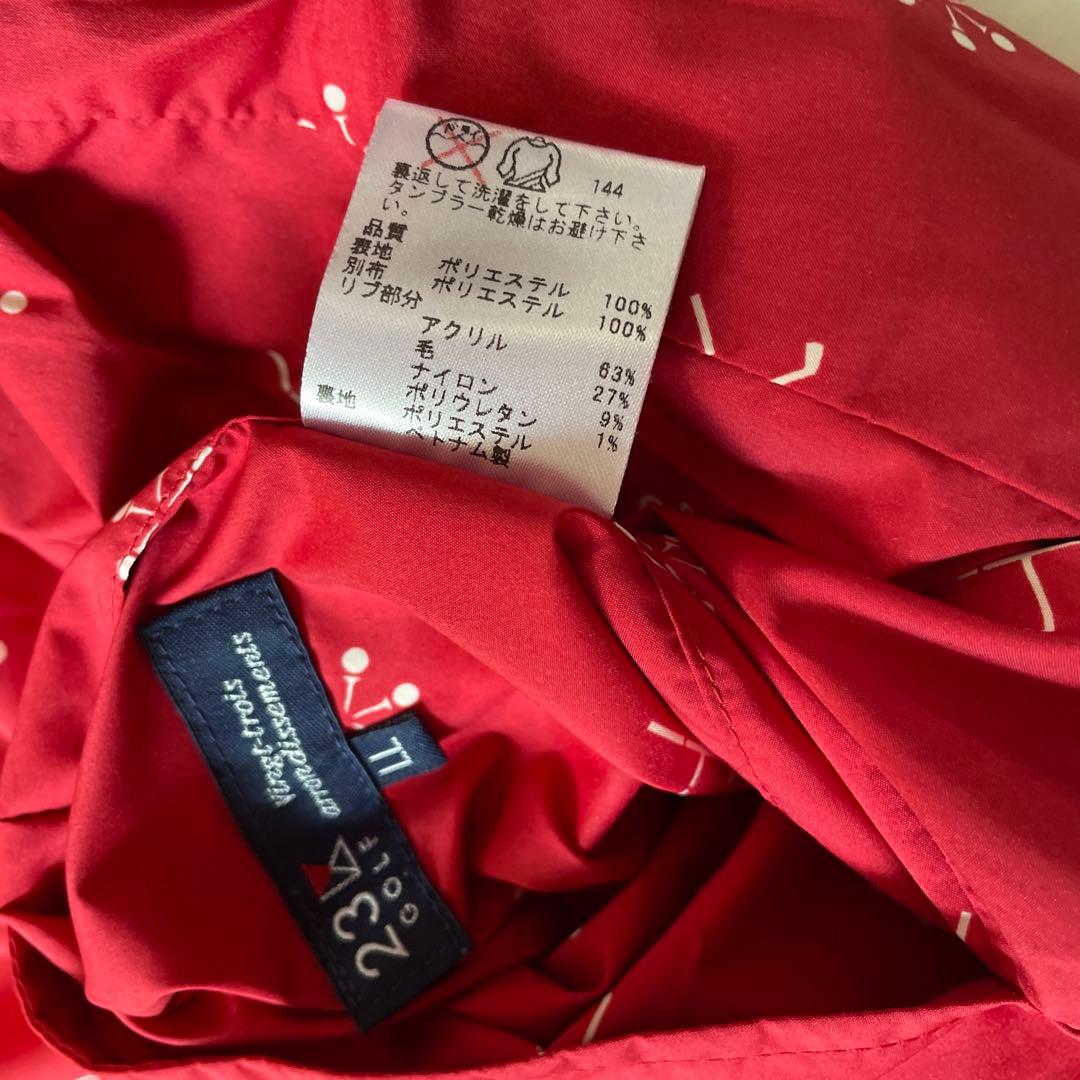 ドライ
144
裏返して洗濯をして下さい。
タンブラー乾燥はお避け下さ
い。
品質
表地 ポリエステル 100%
別布 ポリエステル 100%
リブ部分
アクリル 63%
毛 27%
ナイロン 9%
ポリウレタン 1%
裏地 ポリエステル
ベトナム製
vingt-trois
arrondissements
LL
23
GOLF